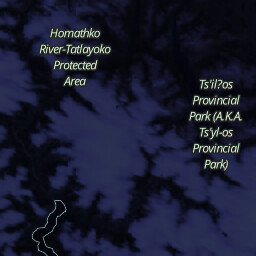 Homathko
River-Tatlayoko
Protected
Area
Ts'il?os
Provincial
Park (A.K.A.
Ts'yl-os
Provincial
Park)